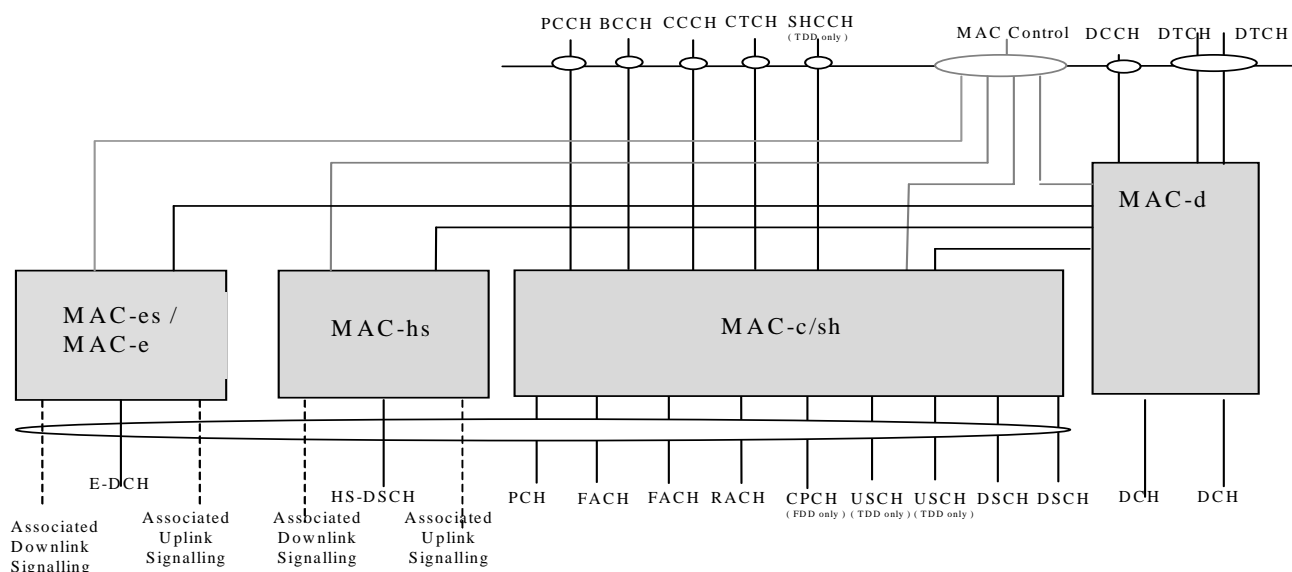 PCCH BCCH CCCH CTCH SHCCH MAC Control DCCH DTCH DTCH
( TDD only )
MAC-d
MAC-es /
MAC-e
MAC-hs
MAC-c/sh
E-DCH
HS-DSCH
PCH FACH FACH RACH CPCH USCH USCH DSCH DSCH DCH DCH
( FDD only ) ( TDD only ) ( TDD only )
Associated
Downlink
Signalling
Associated
Uplink
Signalling
Associated
Downlink
Signalling
Associated
Uplink
Signalling